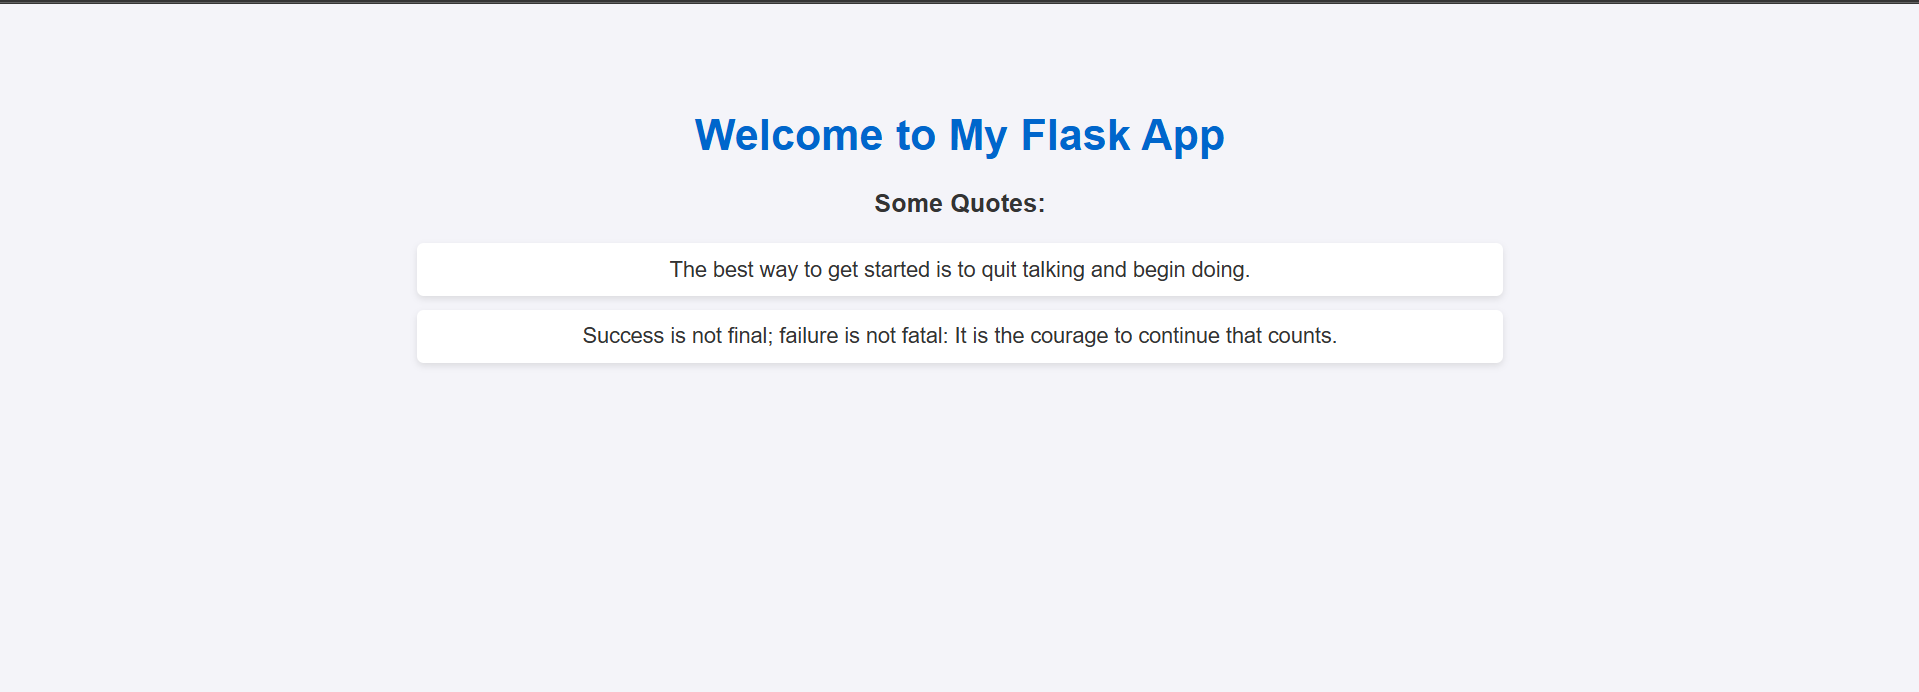 Welcome to My Flask App
Some Quotes:
The best way to get started is to quit talking and begin doing.
Success is not final; failure is not fatal: It is the courage to continue that counts.